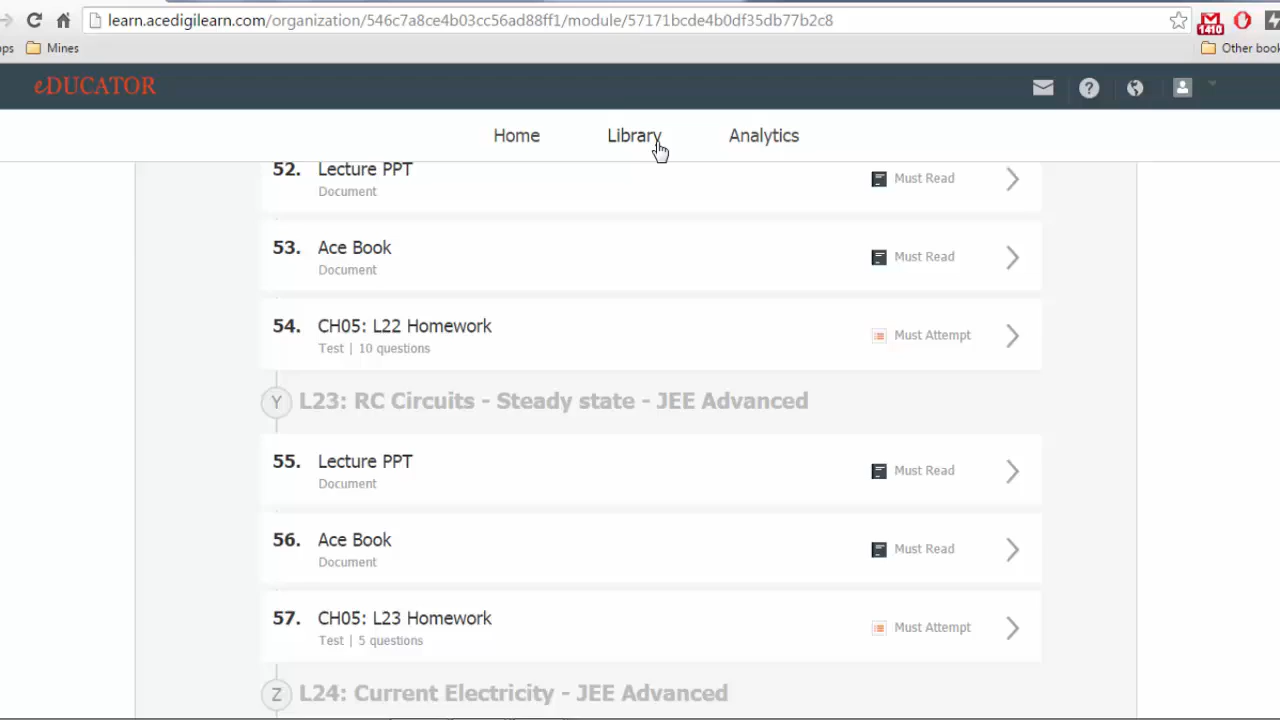 learn.acedigilearn.com/organization/546c7a8ce4b03cc56ad88ff1/module/57171bcde4b0df35db77b2c8
1410
ps Mines Other book
eDUCATOR
?
Home Library Analytics
52. Lecture PPT
Document
Must Read
53. Ace Book
Document
Must Read
54. CH05: L22 Homework
Test | 10 questions
Must Attempt
Y L23: RC Circuits - Steady state - JEE Advanced
55. Lecture PPT
Document
Must Read
56. Ace Book
Document
Must Read
57. CH05: L23 Homework
Test | 5 questions
Must Attempt
Z L24: Current Electricity - JEE Advanced